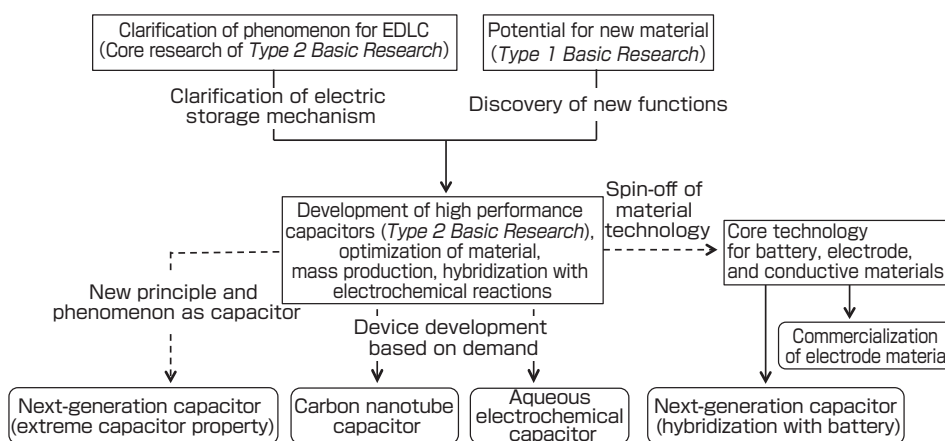 Clarification of phenomenon for EDLC
(Core research of Type 2 Basic Research)
Potential for new material
(Type 1 Basic Research)
Clarification of electric
storage mechanism
Discovery of new functions
Development of high performance
capacitors (Type 2 Basic Research),
optimization of material,
mass production, hybridization with
electrochemical reactions
Spin-off of
material
technology
Core technology
for battery, electrode,
and conductive materials
New principle and
phenomenon as capacitor
Device development
based on demand
Commercialization
of electrode material
Next-generation capacitor
(extreme capacitor property)
Carbon nanotube
capacitor
Aqueous
electrochemical
capacitor
Next-generation capacitor
(hybridization with battery)